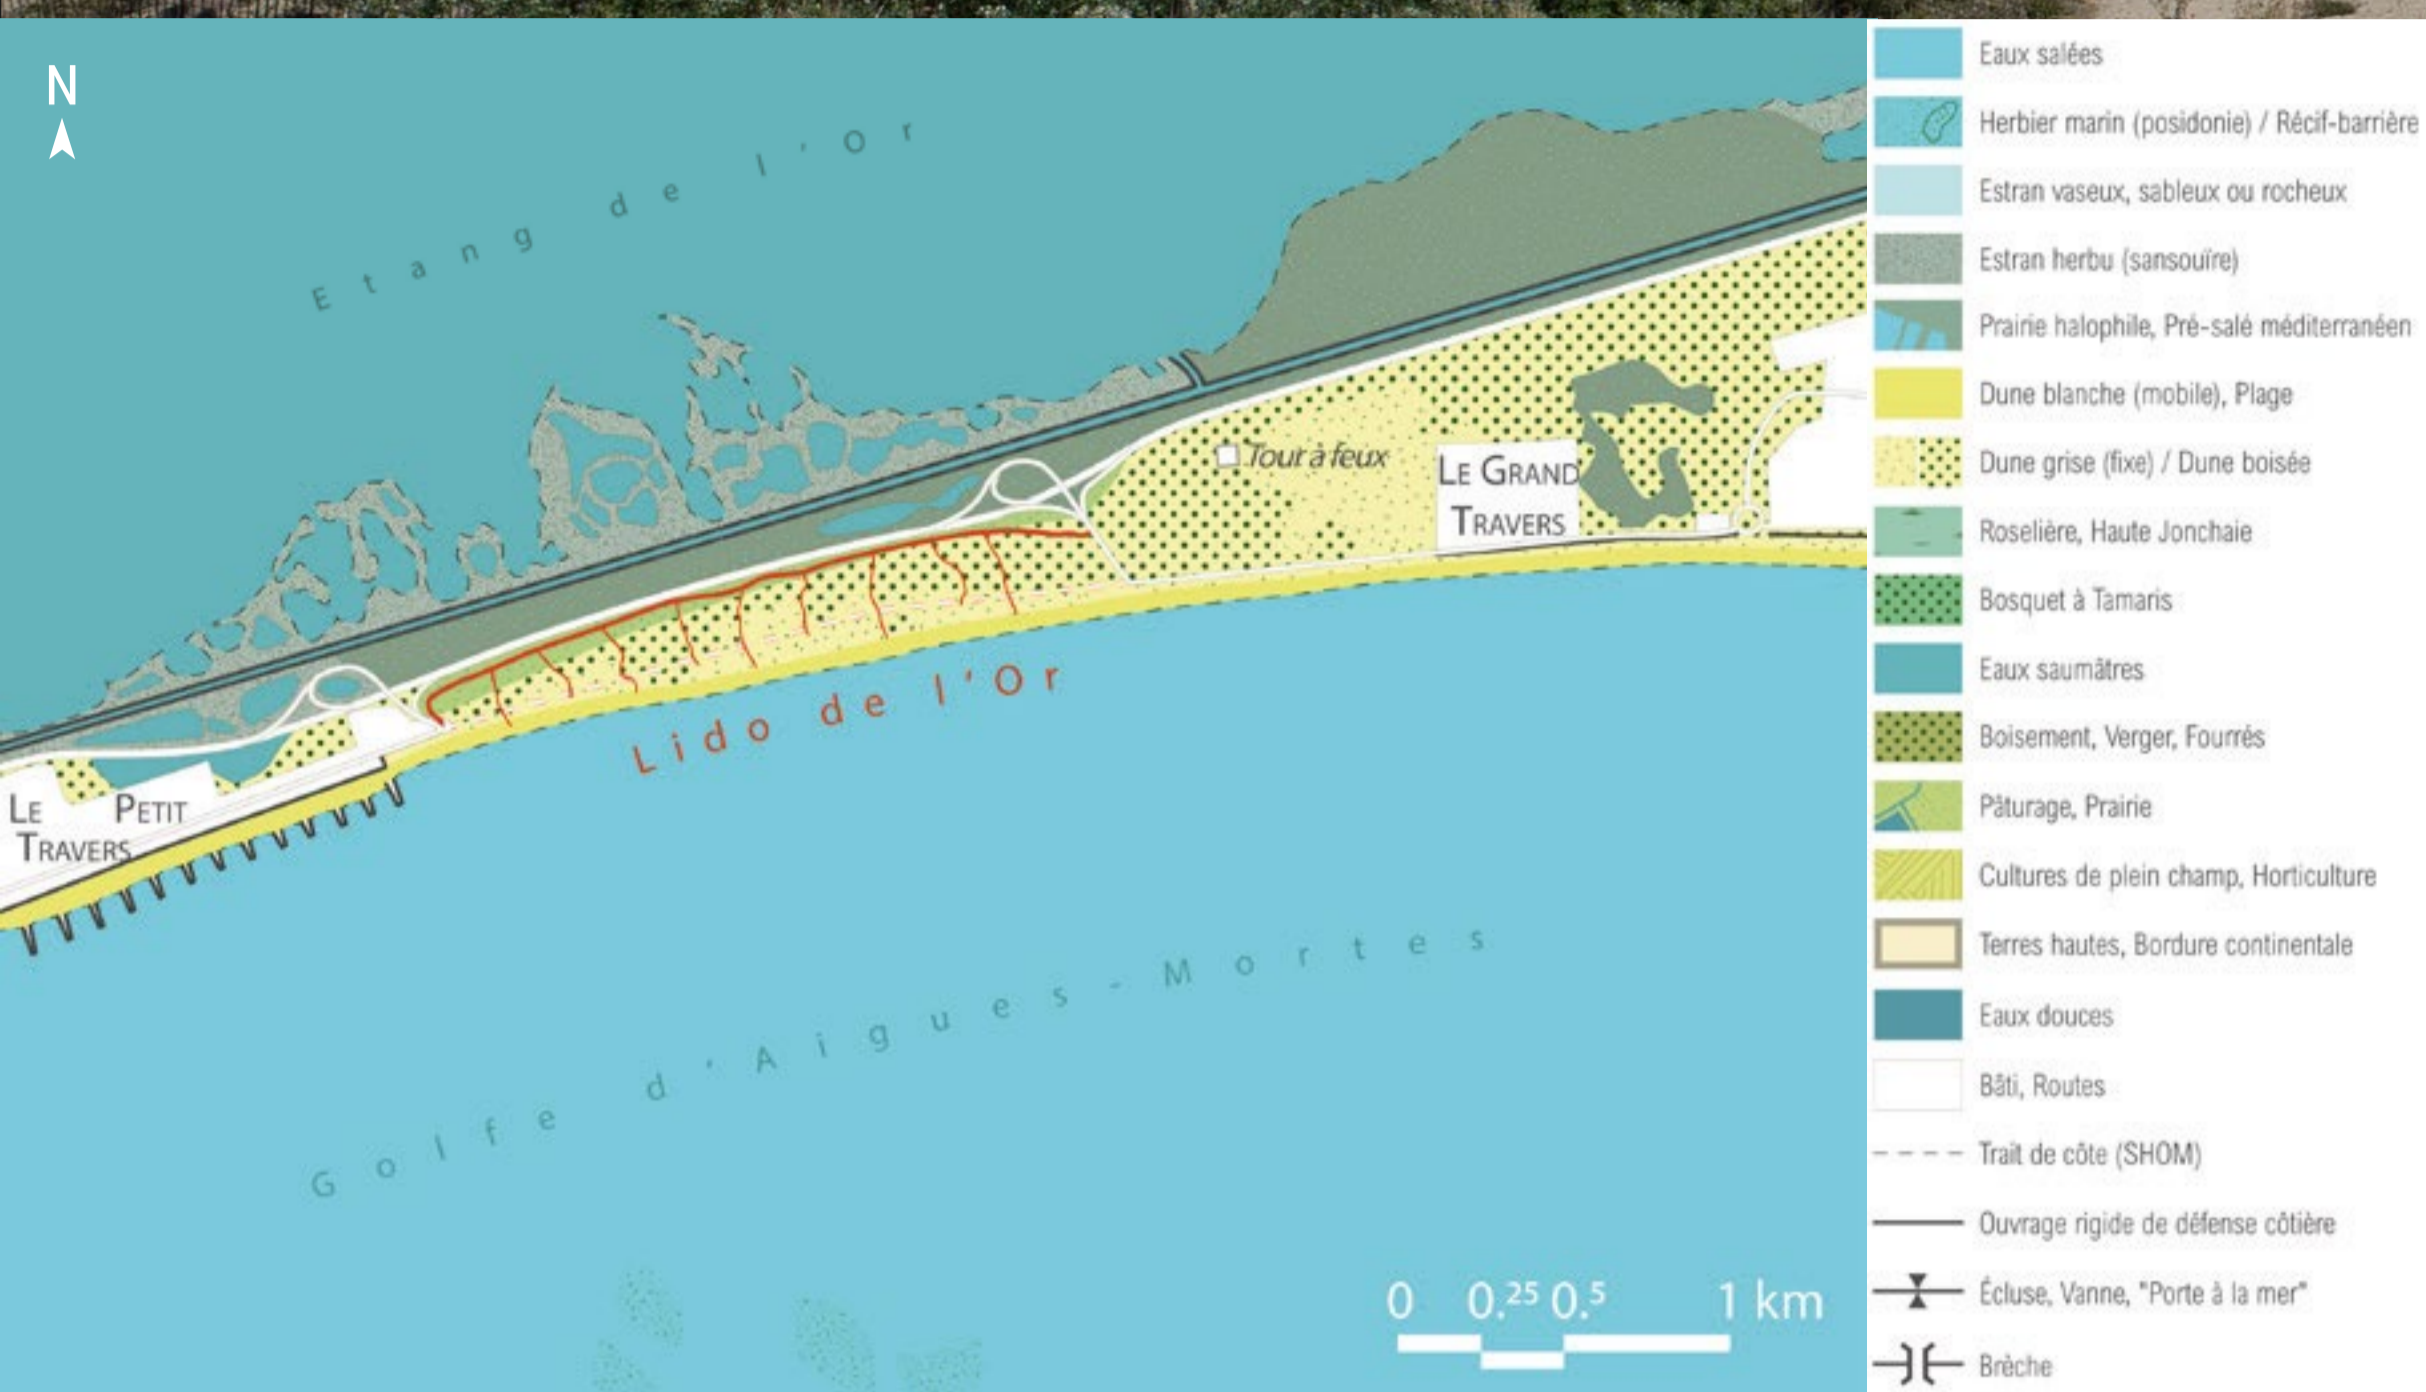 N
Etang de l'Or
Tour à feux
LE GRAND
TRAVERS
Lido de l'Or
LE PETIT
TRAVERS
Golfe d'Aigues-Mortes
0 0.25 0.5 1 km
Eaux salées
Herbier marin (posidonie) / Récif-barrière
Estran vaseux, sableux ou rocheux
Estran herbu (sansouïre)
Prairie halophile, Pré-salé méditerranéen
Dune blanche (mobile), Plage
Dune grise (fixe) / Dune boisée
Roselière, Haute Jonchaie
Bosquet à Tamaris
Eaux saumâtres
Boisement, Verger, Fourrés
Pâturage, Prairie
Cultures de plein champ, Horticulture
Terres hautes, Bordure continentale
Eaux douces
Bâti, Routes
Trait de côte (SHOM)
Ouvrage rigide de défense côtière
Écluse, Vanne, "Porte à la mer"
Brèche